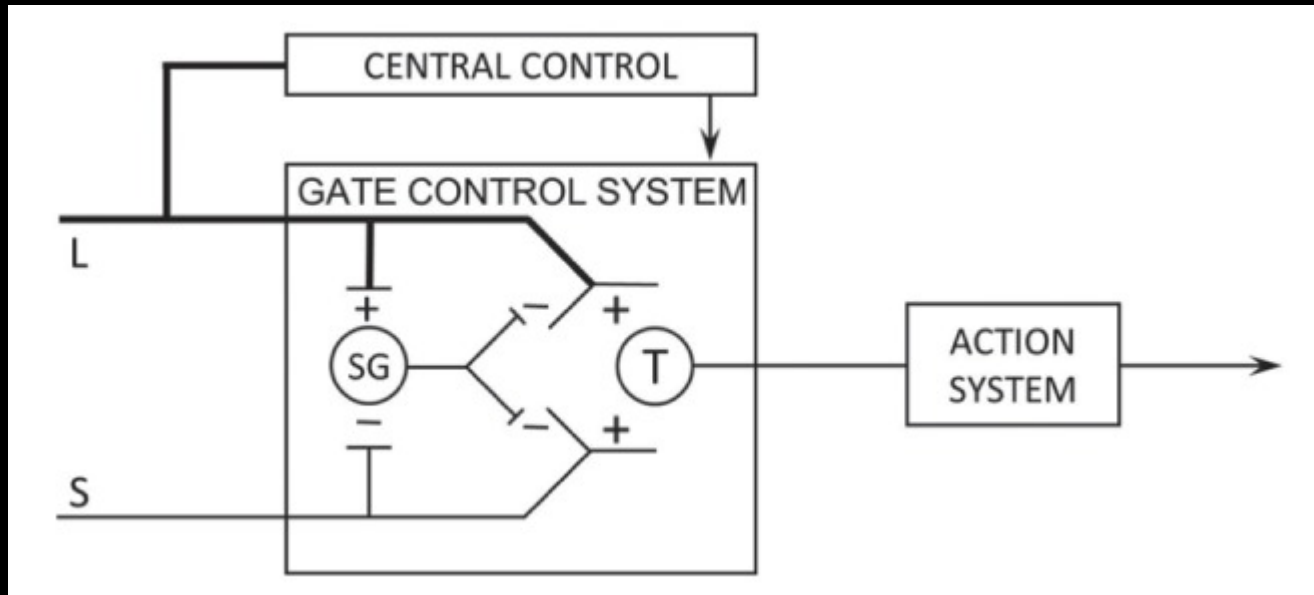 CENTRAL CONTROL
GATE CONTROL SYSTEM
L
+
−
+
SG
T
ACTION
SYSTEM
−
−
+
S